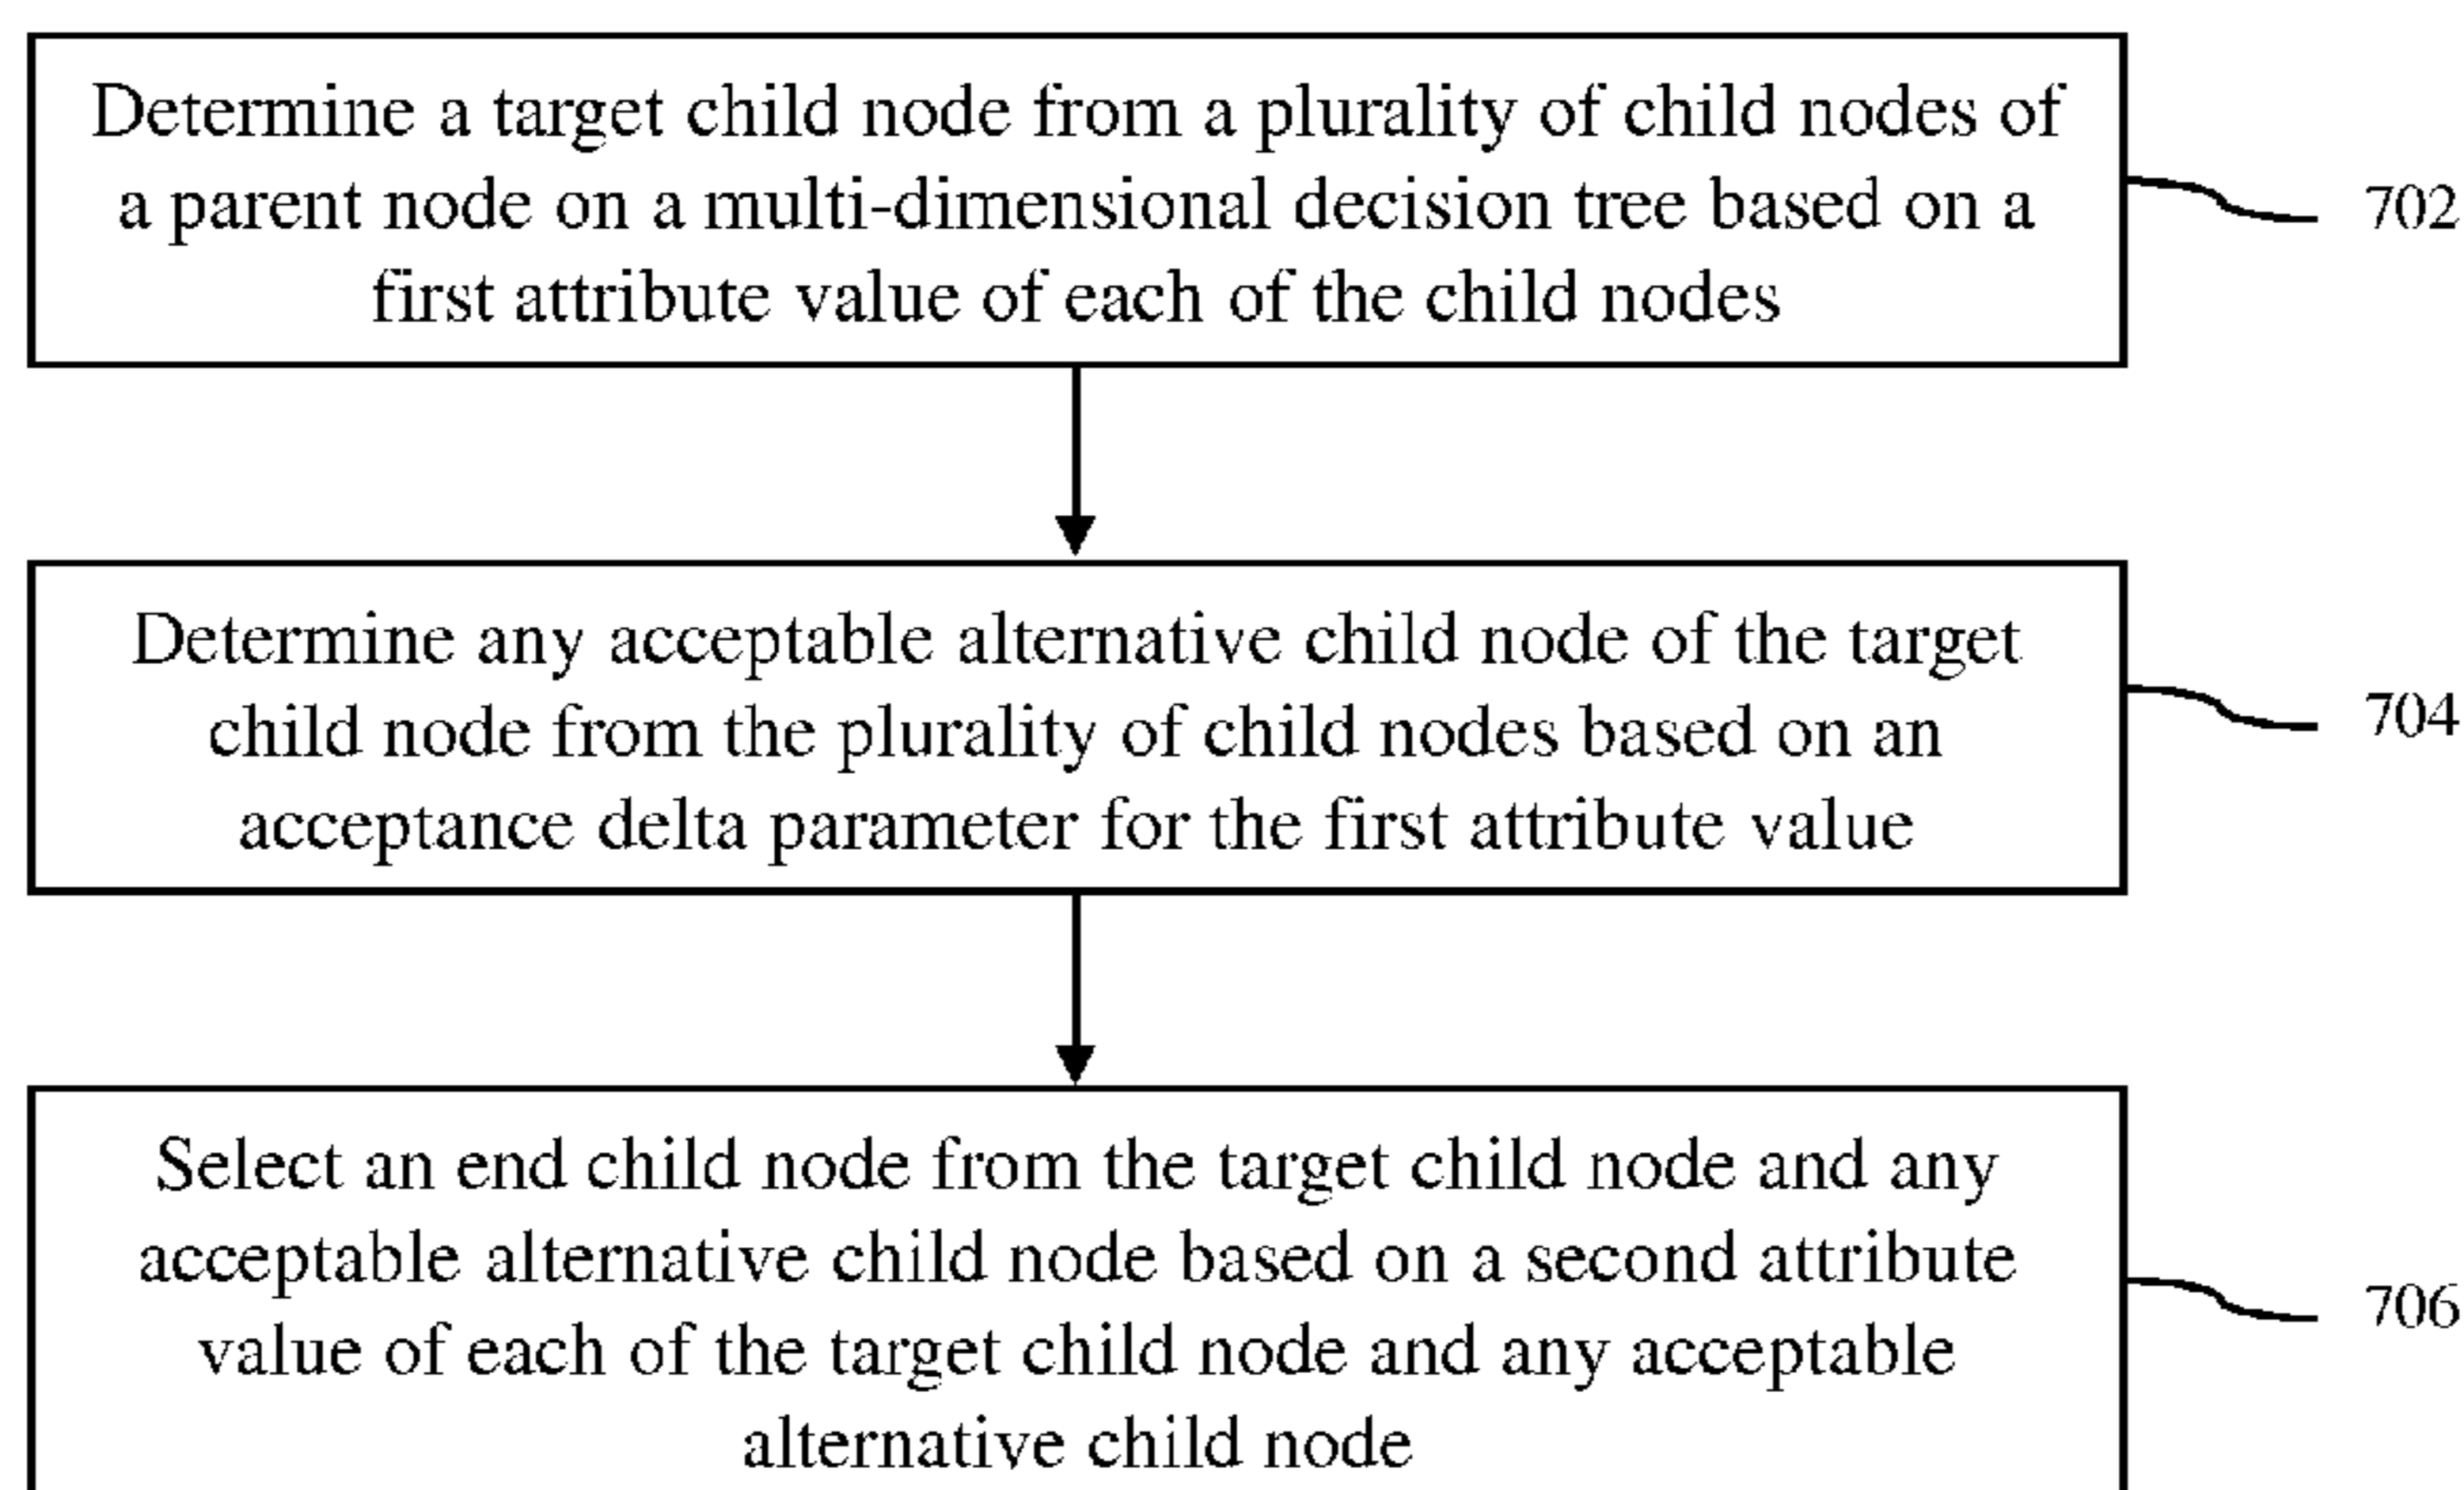 Determine a target child node from a plurality of child nodes of
a parent node on a multi-dimensional decision tree based on a
first attribute value of each of the child nodes
702
Determine any acceptable alternative child node of the target
child node from the plurality of child nodes based on an
acceptance delta parameter for the first attribute value
704
Select an end child node from the target child node and any
acceptable alternative child node based on a second attribute
value of each of the target child node and any acceptable
alternative child node
706